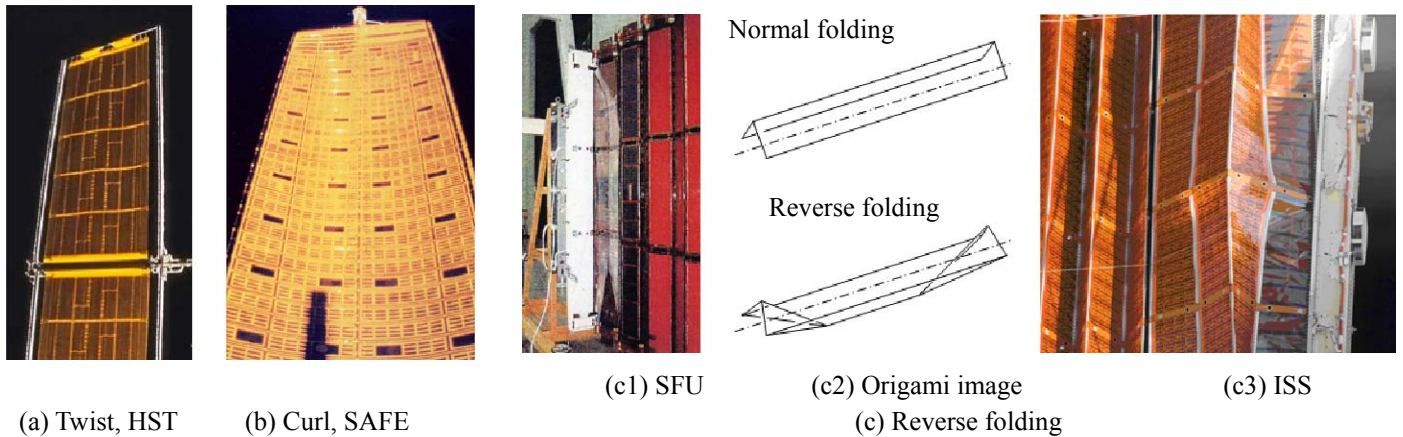 Normal folding
Reverse folding
(c1) SFU
(c2) Origami image
(c3) ISS
(a) Twist, HST
(b) Curl, SAFE
(c) Reverse folding